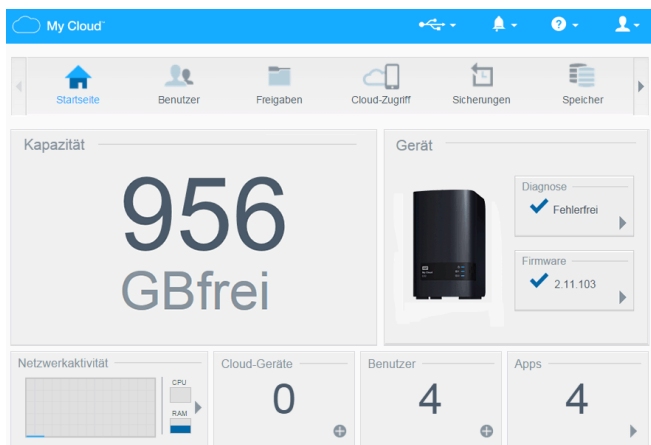 My Cloud™
Startseite
Benutzer
Freigaben
Cloud-Zugriff
Sicherungen
Speicher
Kapazität
956
GBfrei
Gerät
Diagnose
Fehlerfrei
Firmware
2.11.103
Netzwerkaktivität
CPU
RAM
Cloud-Geräte
0
Benutzer
4
Apps
4